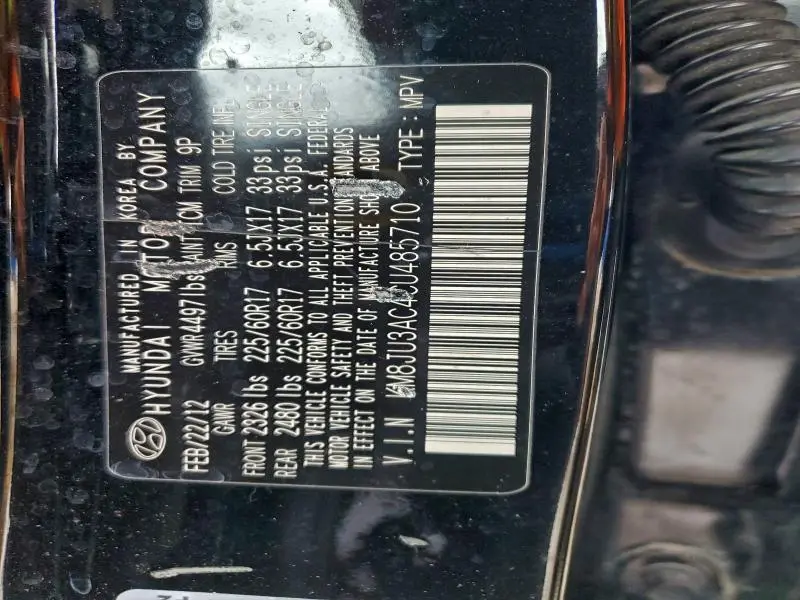 MANUFACTURED IN KOREA BY
HYUNDAI MOTOR COMPANY
FEB/22/12 GVWR 4497lbs PHANTOM TRIM 9P
GAWR TIRES RIMS COLD TIRE INFL
FRONT 2326 lbs 225/60R17 6.5JX17 33psi SINGLE
REAR 2480 lbs 225/60R17 6.5JX17 33psi SINGLE
THIS VEHICLE CONFORMS TO ALL APPLICABLE U.S.A. FEDERAL
MOTOR VEHICLE SAFETY AND THEFT PREVENTION STANDARDS
IN EFFECT ON THE DATE OF MANUFACTURE ABOVE
V.I.N KM8JU3AC4CU485710 TYPE: MPV